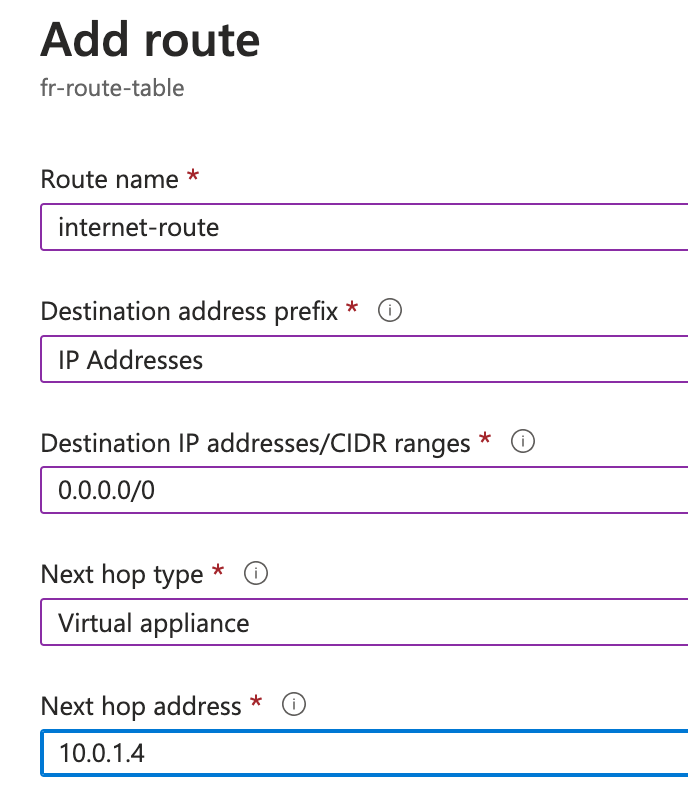 Add route
fr-route-table
Route name *
internet-route
Destination address prefix *
IP Addresses
Destination IP addresses/CIDR ranges *
0.0.0.0/0
Next hop type *
Virtual appliance
Next hop address *
10.0.1.4